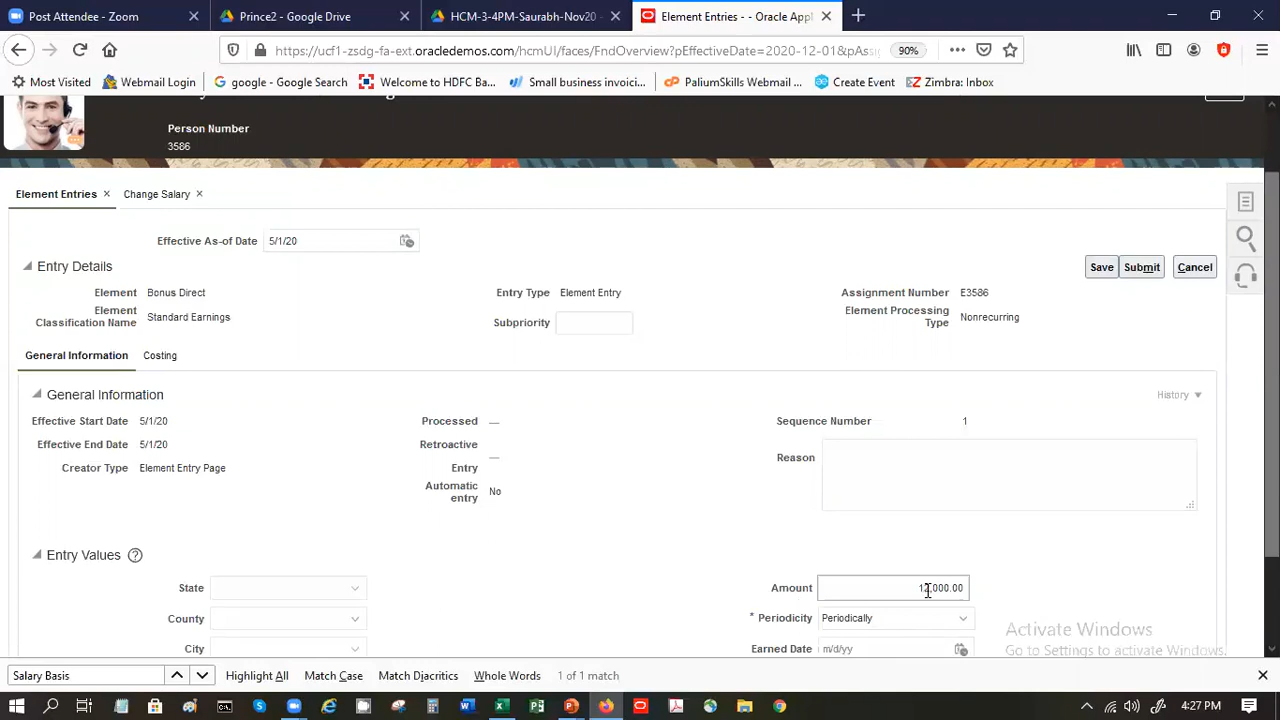 Post Attende - Zoom
Prince2 - Google Drive
HCM-3-4PM-Saurabh-Nov20 -
Element Entries - - Oracle Appl
https://ucf1-zsdg-fa-ext.oracledemos.com/hcmUI/faces/FndOverview?pEffectiveDate=2020-12-01&pAssig
90%
Most Visited
Webmail Login
google - Google Search
Welcome to HDFC Ba...
Small business invoici...
PaliumSkills Webmail ...
Create Event
Zimbra: Inbox
Person Number
3586
Element Entries
Change Salary
Effective As-of Date 5/1/20
Entry Details
Save
Submit
Cancel
Element Bonus Direct
Entry Type Element Entry
Assignment Number E3586
Element Classification Name Standard Earnings
Subpriority
Element Processing Type Nonrecurring
General Information
Costing
General Information
History
Effective Start Date 5/1/20
Processed —
Sequence Number 1
Effective End Date 5/1/20
Retroactive Entry —
Reason
Creator Type Element Entry Page
Automatic entry No
Entry Values
State
Amount
County
* Periodicity Periodically
City
Earned Date m/d/yy
Activate Windows
Go to Settings to activate Windows.
Salary Basis
Highlight All
Match Case
Match Diacritics
Whole Words
1 of 1 match
4:27 PM